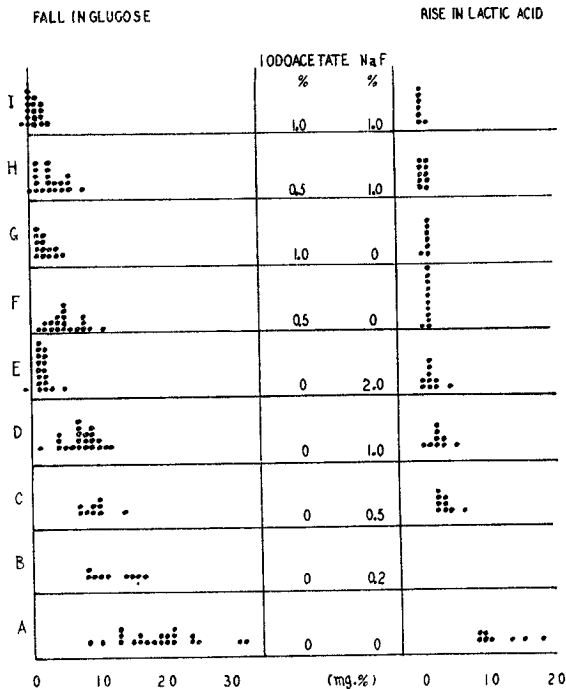 FALL IN GLUCOSE RISE IN LACTIC ACID
IODOACETATE NaF
% %
I 1.0 1.0
H 0.5 1.0
G 1.0 0
F 0.5 0
E 0 2.0
D 0 1.0
C 0 0.5
B 0 0.2
A 0 0
0 10 20 30 (mg.%) 0 10 20